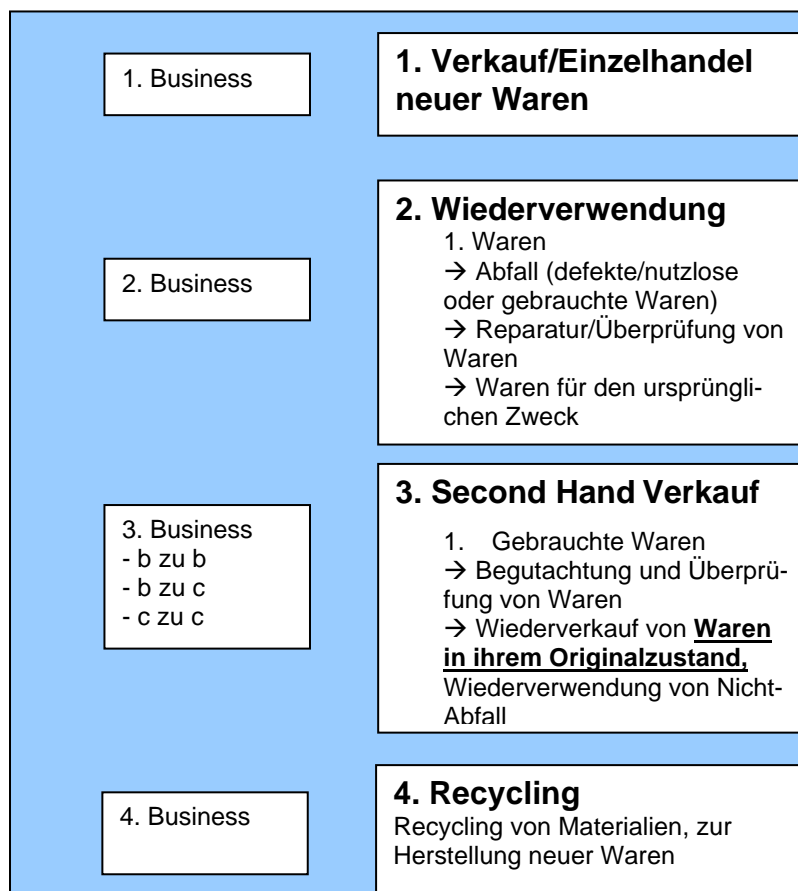 1. Business
1. Verkauf/Einzelhandel
neuer Waren
2. Business
2. Wiederverwendung
1. Waren
→ Abfall (defekte/nutzlose
oder gebrauchte Waren)
→ Reparatur/Überprüfung von
Waren
→ Waren für den ursprüngli-
chen Zweck
3. Business
- b zu b
- b zu c
- c zu c
3. Second Hand Verkauf
1. Gebrauchte Waren
→ Begutachtung und Überprü-
fung von Waren
→ Wiederverkauf von Waren
in ihrem Originalzustand,
Wiederverwendung von Nicht-
Abfall
4. Business
4. Recycling
Recycling von Materialien, zur
Herstellung neuer Waren